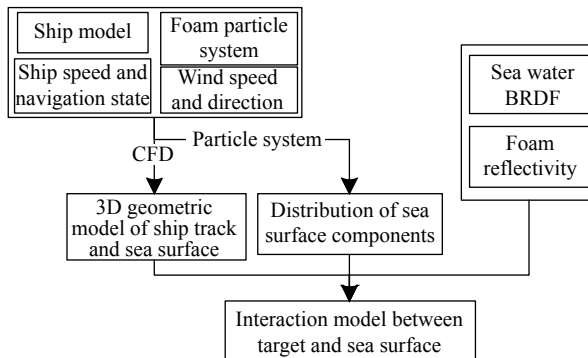 Ship model
Foam particle
system
Ship speed and
navigation state
Wind speed
and direction
Sea water
BRDF
Foam
reflectivity
CFD
Particle system
3D geometric
model of ship track
and sea surface
Distribution of sea
surface components
Interaction model between
target and sea surface